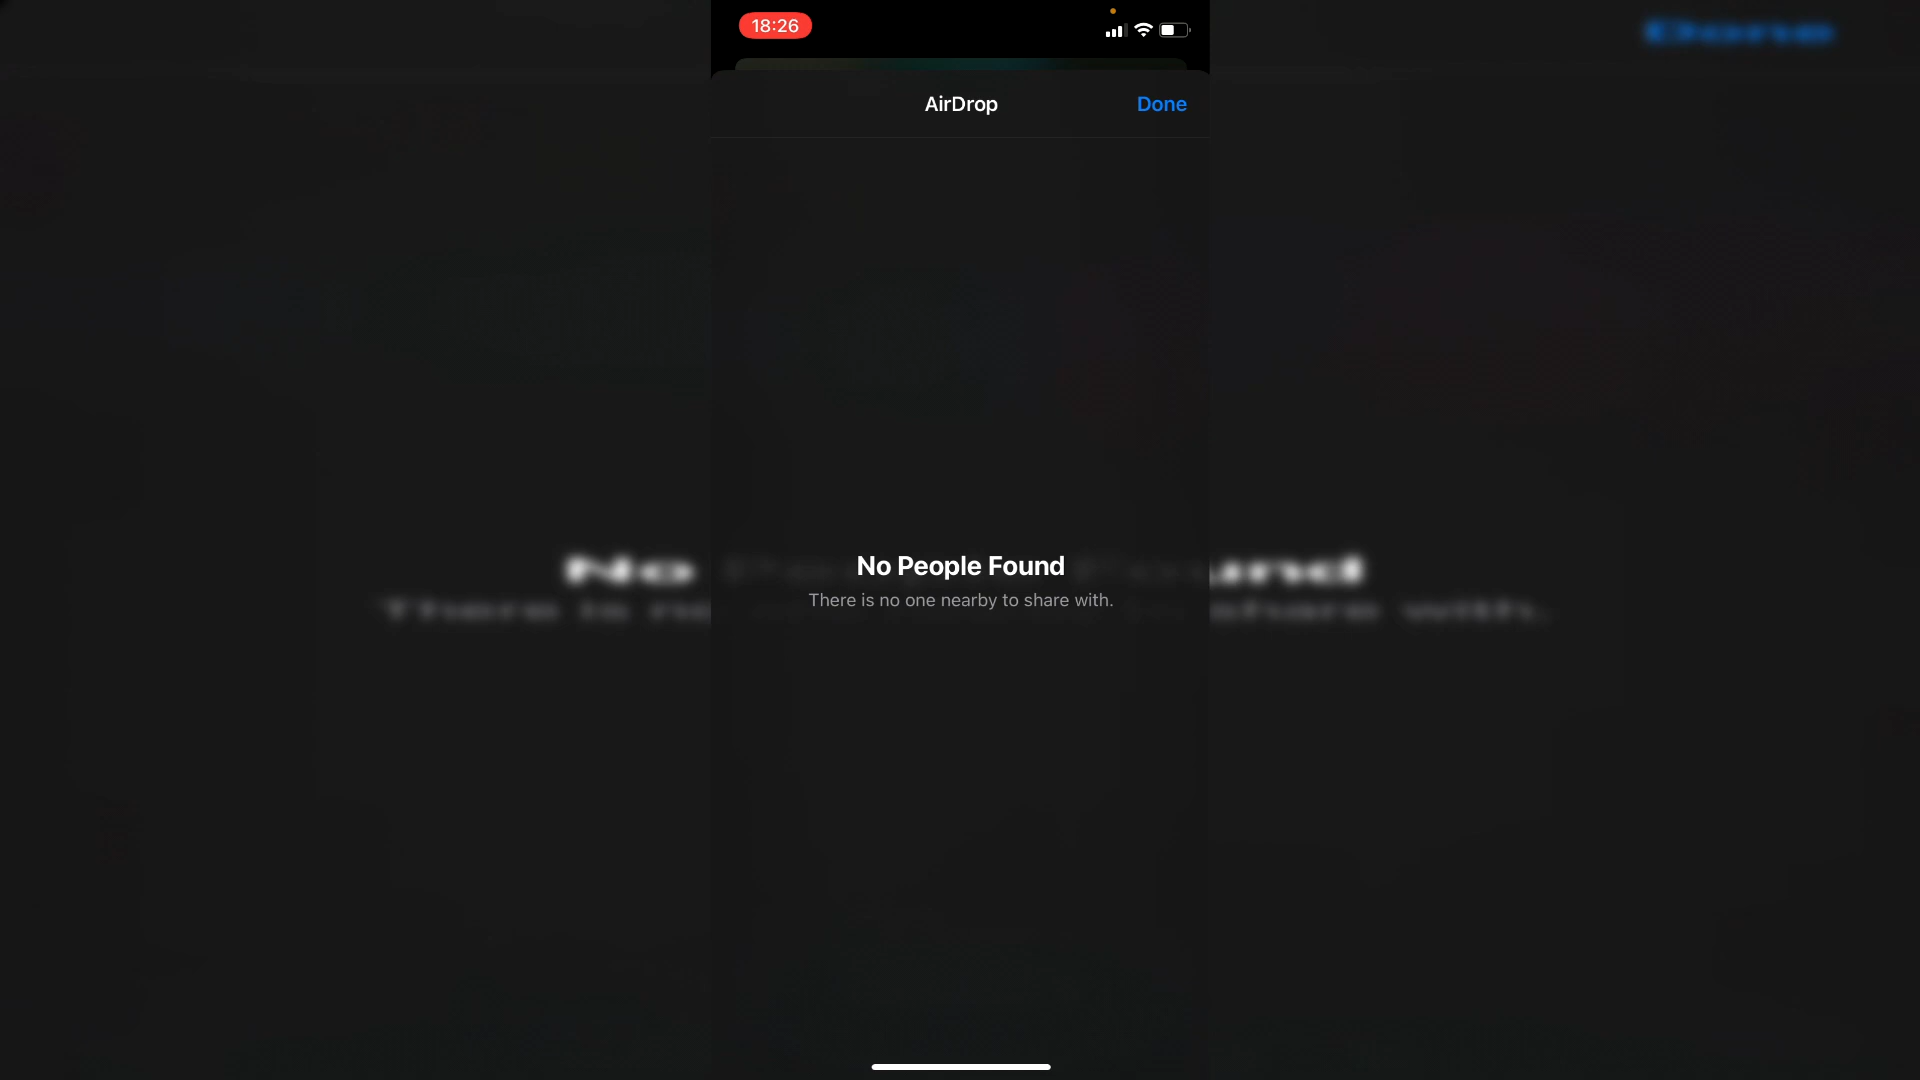 18:26
AirDrop
Done
No People Found
There is no one nearby to share with.